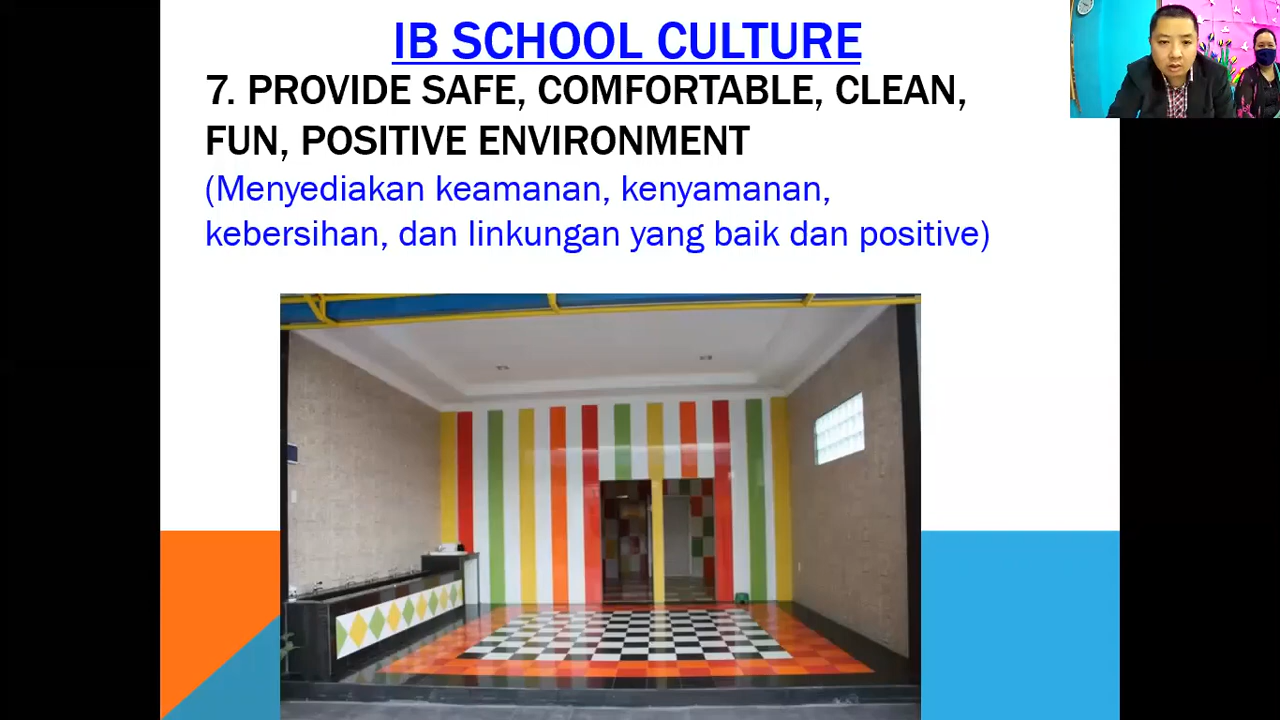 IB SCHOOL CULTURE
7. PROVIDE SAFE, COMFORTABLE, CLEAN,
FUN, POSITIVE ENVIRONMENT
(Menyediakan keamanan, kenyamanan,
kebersihan, dan linkungan yang baik dan positive)